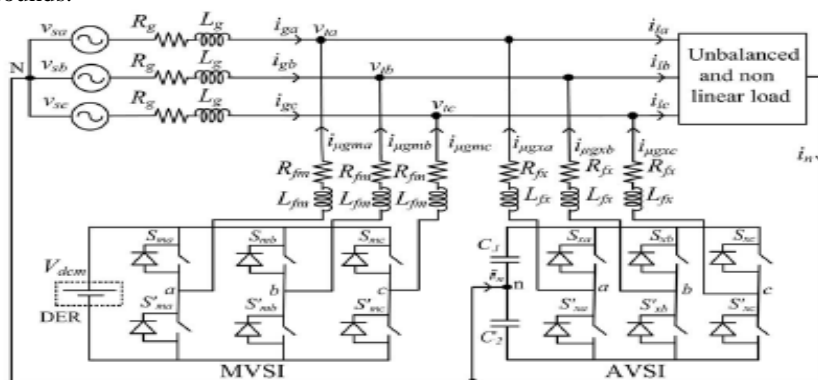 v_sa R_g L_g i_ga v_ta i_la
N v_sb R_g L_g i_gb v_tb i_lb
v_sc R_g L_g i_gc v_tc i_lc
Unbalanced
and non
linear load
i_μgma i_μgmb i_μgmc i_μgxa i_μgxb i_μgxc i_n
R_fm R_fm R_fm R_fx R_fx R_fx
L_fm L_fm L_fm L_fx L_fx L_fx
V_dcm S_ma S_mb S_mc C_1 S_xa S_xb S_xc
a b c i_n n a b c
DER S'_ma S'_mb S'_mc C_2 S'_xa S'_xb S'_xc
MVSI AVSI